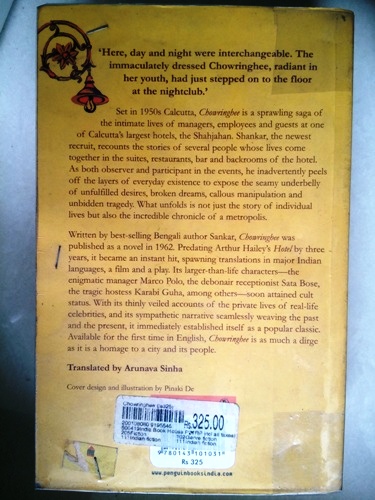 ‘Here, day and night were interchangeable. The
immaculately dressed Chowringhee, radiant in
her youth, had just stepped on to the floor
at the nightclub.’
Set in 1950s Calcutta, Chowringhee is a sprawling saga of
the intimate lives of managers, employees and guests at one
of Calcutta's largest hotels, the Shahjahan. Shankar, the newest
recruit, recounts the stories of several people whose lives come
together in the suites, restaurants, bar and backrooms of the hotel.
As both observer and participant in the events, he inadvertently peels
off the layers of everyday existence to expose the seamy underbelly
of unfulfilled desires, broken dreams, callous manipulation and
unbidden tragedy. What unfolds is not just the story of individual
lives but also the incredible chronicle of a metropolis.
Written by best-selling Bengali author Sankar, Chowringhee was
published as a novel in 1962. Predating Arthur Hailey's Hotel by three
years, it became an instant hit, spawning translations in major Indian
languages, a film and a play. Its larger-than-life characters—the
enigmatic manager Marco Polo, the debonair receptionist Sata Bose,
the tragic hostess Karabi Guha, among others—soon attained cult
status. With its thinly veiled accounts of the private lives of real-life
celebrities, and its sympathetic narrative seamlessly weaving the past
and the present, it immediately established itself as a popular classic.
Available for the first time in English, Chowringhee is as much a dirge
as it is a homage to a city and its people.
Translated by Arunava Sinha
Cover design and illustration by Pinaki De
Rs 325.00
9780143101031
Rs 325
www.penguinbooksindia.com